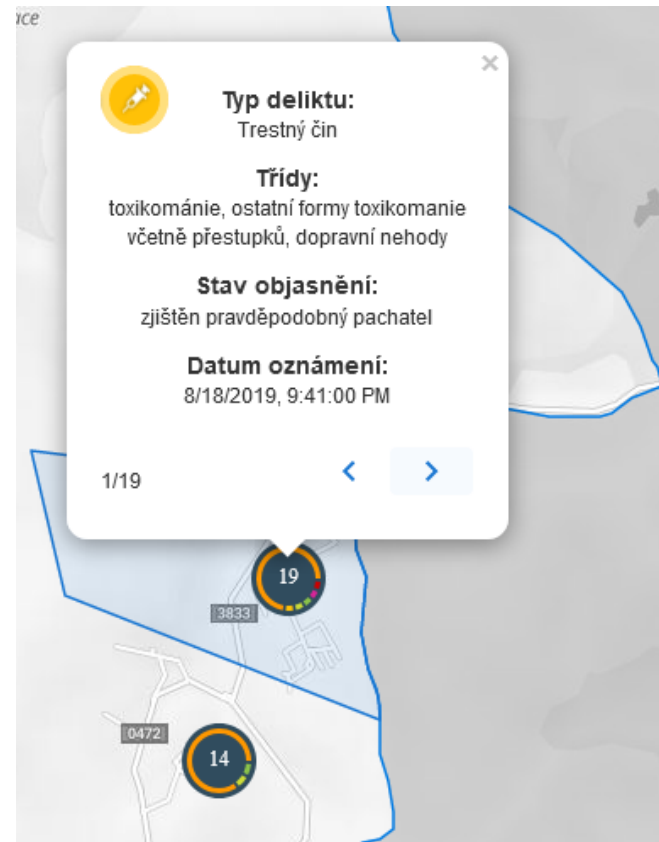 ace
×
Typ deliktu:
Trestný čin
Třídy:
toxikománie, ostatní formy toxikomanie
včetně přestupků, dopravní nehody
Stav objasnění:
zjištěn pravděpodobný pachatel
Datum oznámení:
8/18/2019, 9:41:00 PM
1/19
19
3833
0472
14